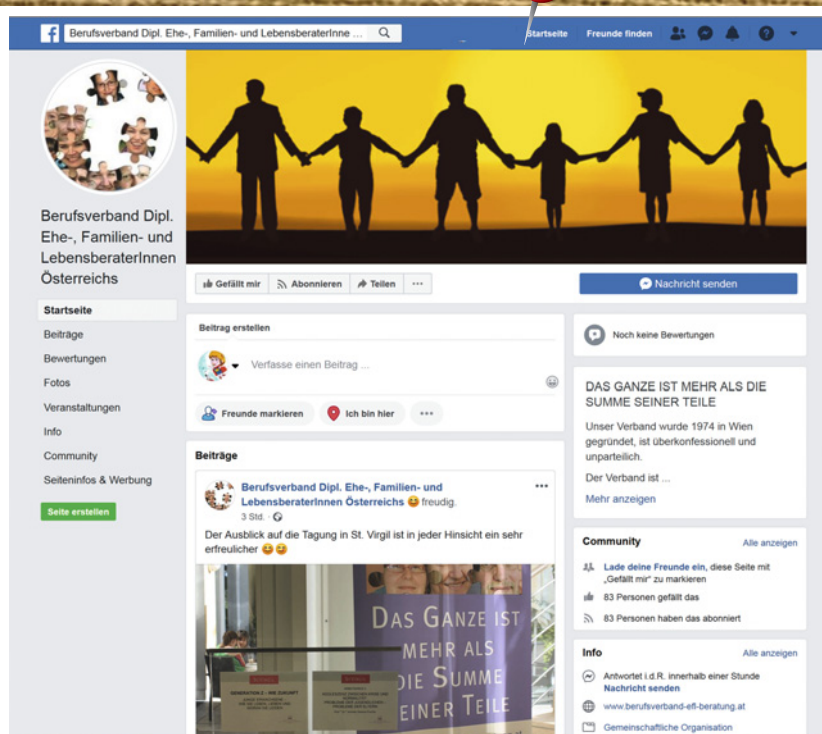 Berufsverband Dipl. Ehe-, Familien- und LebensberaterInne ...
Startseite
Freunde finden
Berufsverband Dipl.
Ehe-, Familien- und
LebensberaterInnen
Österreichs
Startseite
Beiträge
Bewertungen
Fotos
Veranstaltungen
Info
Community
Seiteninfos & Werbung
Seite erstellen
Gefällt mir
Abonnieren
Teilen
Nachricht senden
Beitrag erstellen
Verfasse einen Beitrag ...
Freunde markieren
Ich bin hier
Beiträge
Berufsverband Dipl. Ehe-, Familien- und
LebensberaterInnen Österreichs 😄 freudig.
3 Std. ·
Der Ausblick auf die Tagung in St. Virgil ist in jeder Hinsicht ein sehr
erfreulicher 😄😄
DAS GANZE IST
MEHR ALS
DIE SUMME
EINER TEILE
Noch keine Bewertungen
DAS GANZE IST MEHR ALS DIE
SUMME SEINER TEILE
Unser Verband wurde 1974 in Wien
gegründet, ist überkonfessionell und
unparteilich.
Der Verband ist ...
Mehr anzeigen
Community
Alle anzeigen
Lade deine Freunde ein, diese Seite mit
„Gefällt mir“ zu markieren
83 Personen gefällt das
83 Personen haben das abonniert
Info
Alle anzeigen
Antwortet i.d.R. innerhalb einer Stunde
Nachricht senden
www.berufsverband-efl-beratung.at
Gemeinschaftliche Organisation